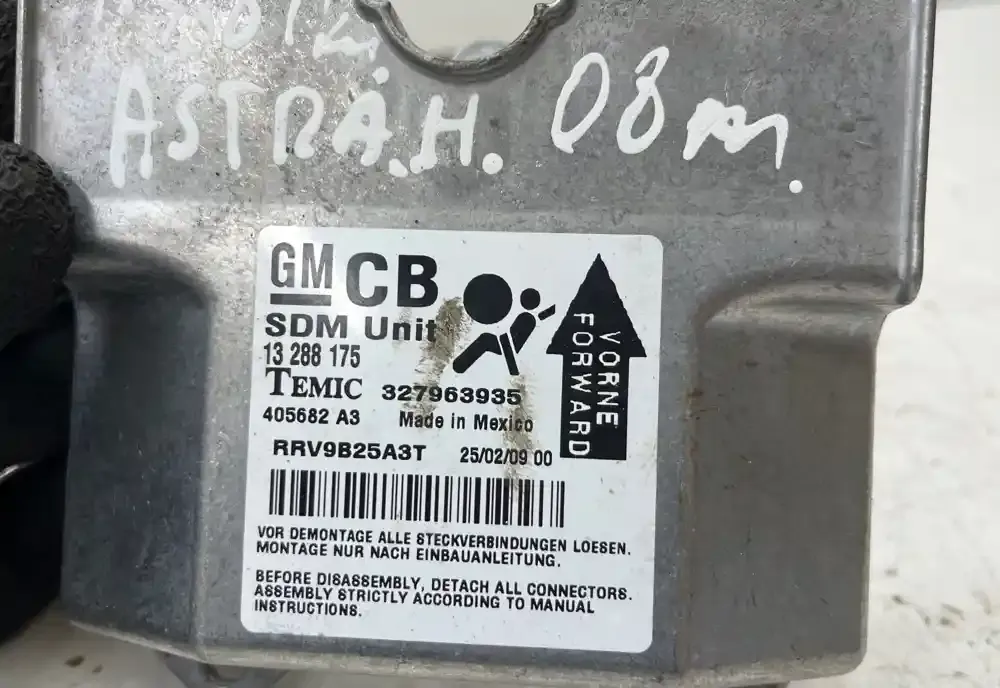 ASTRA.H. 08m.
GM CB
SDM Unit
13 288 175
TEMIC 327963935
405682 A3 Made in Mexico
RRV9B25A3T 25/02/09 00
VORNE
FORWARD
VOR DEMONTAGE ALLE STECKVERBINDUNGEN LOESEN.
MONTAGE NUR NACH EINBAUANLEITUNG.
BEFORE DISASSEMBLY, DETACH ALL CONNECTORS.
ASSEMBLY STRICTLY ACCORDING TO MANUAL
INSTRUCTIONS.